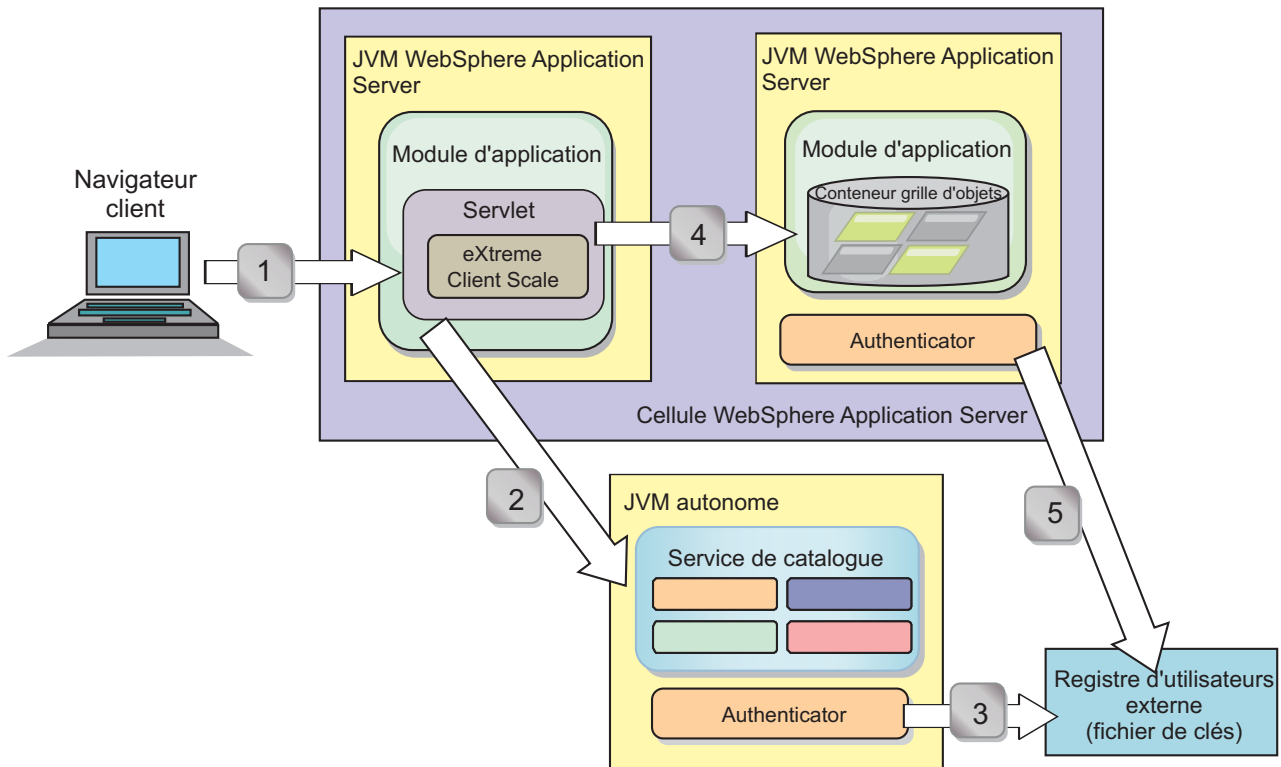 JVM WebSphere Application
Server
Module d'application
Servlet
eXtreme
Client Scale
JVM WebSphere Application
Server
Module d'application
Conteneur grille d'objets
Authenticator
Cellule WebSphere Application Server
Navigateur
client
1
4
2
5
JVM autonome
Service de catalogue
Authenticator
3
Registre d'utilisateurs
externe
(fichier de clés)